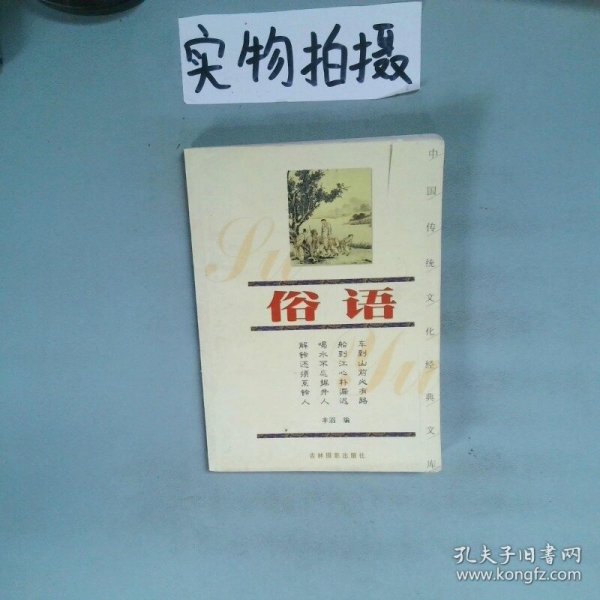 实物拍摄
中国传统文化经典文库
Su
俗语
Yu
车到山前必有路
船到江心补漏迟
喝水不忘掘井人
解铃还须系铃人
编
吉林摄影出版社
孔夫子旧书网
www.kongfz.com